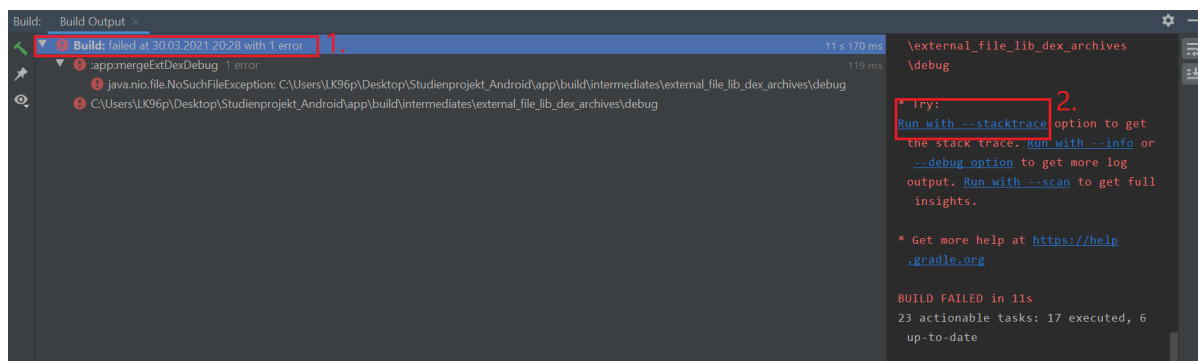 Build: Build Output ×
Build: failed at 30.03.2021 20:28 with 1 error 11 s 170 ms
1.
:app:mergeExtDexDebug 1 error 119 ms
java.nio.file.NoSuchFileException: C:\Users\LK96p\Desktop\Studienprojekt_Android\app\build\intermediates\external_file_lib_dex_archives\debug
C:\Users\LK96p\Desktop\Studienprojekt_Android\app\build\intermediates\external_file_lib_dex_archives\debug
\external_file_lib_dex_archives
\debug
* Try:
2.
Run with --stacktrace option to get
the stack trace. Run with --info or
--debug option to get more log
output. Run with --scan to get full
insights.
* Get more help at https://help
.gradle.org
BUILD FAILED in 11s
23 actionable tasks: 17 executed, 6
up-to-date